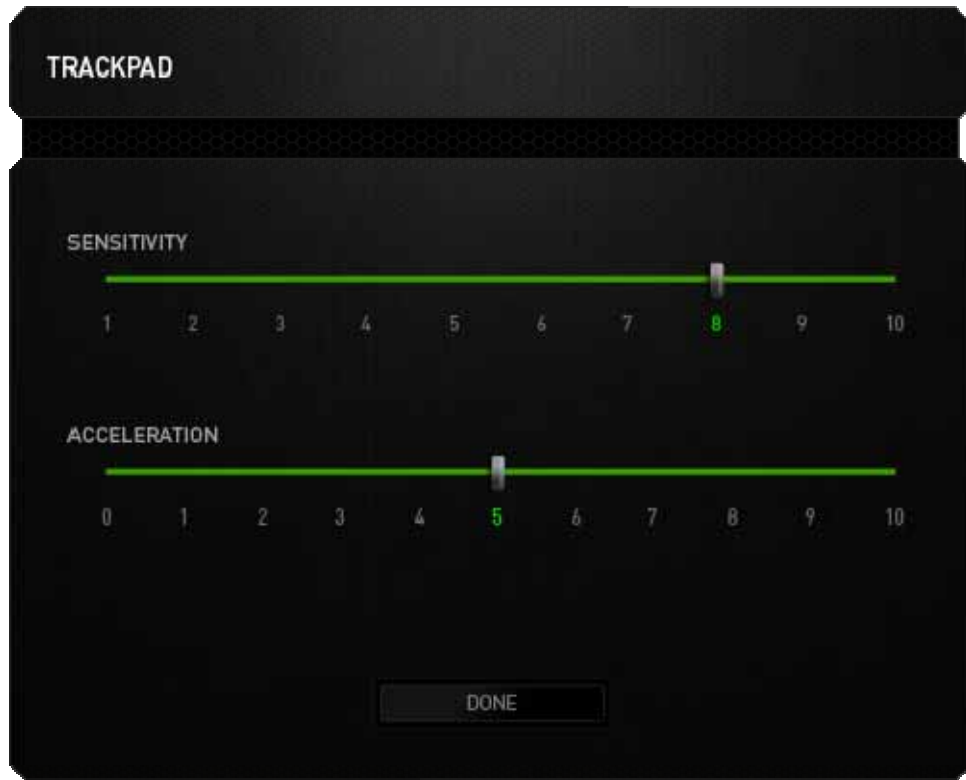 TRACKPAD
SENSITIVITY
1 2 3 4 5 6 7 8 9 10
ACCELERATION
0 1 2 3 4 5 6 7 8 9 10
DONE